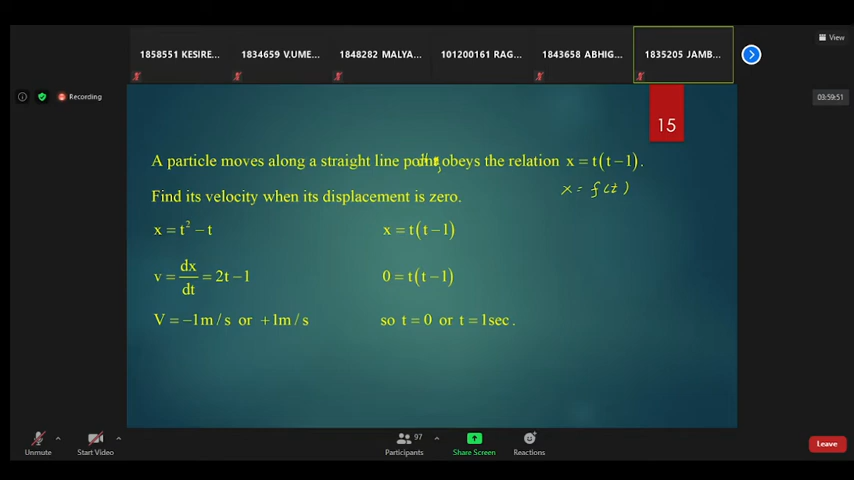 View
1858551 KESIRE... 1834659 V.UME... 1848282 MALYA... 101200161 RAG... 1843658 ABHIG... 1835205 JAMB...
Recording
03:59:51
15
A particle moves along a straight line obeys the relation x = t(t−1).
x = f(t)
Find its velocity when its displacement is zero.
x = t² − t x = t(t−1)
v = dx/dt = 2t − 1 0 = t(t−1)
V = −1m/s or +1m/s so t = 0 or t = 1sec.
97
Unmute Start Video Participants Share Screen Reactions Leave